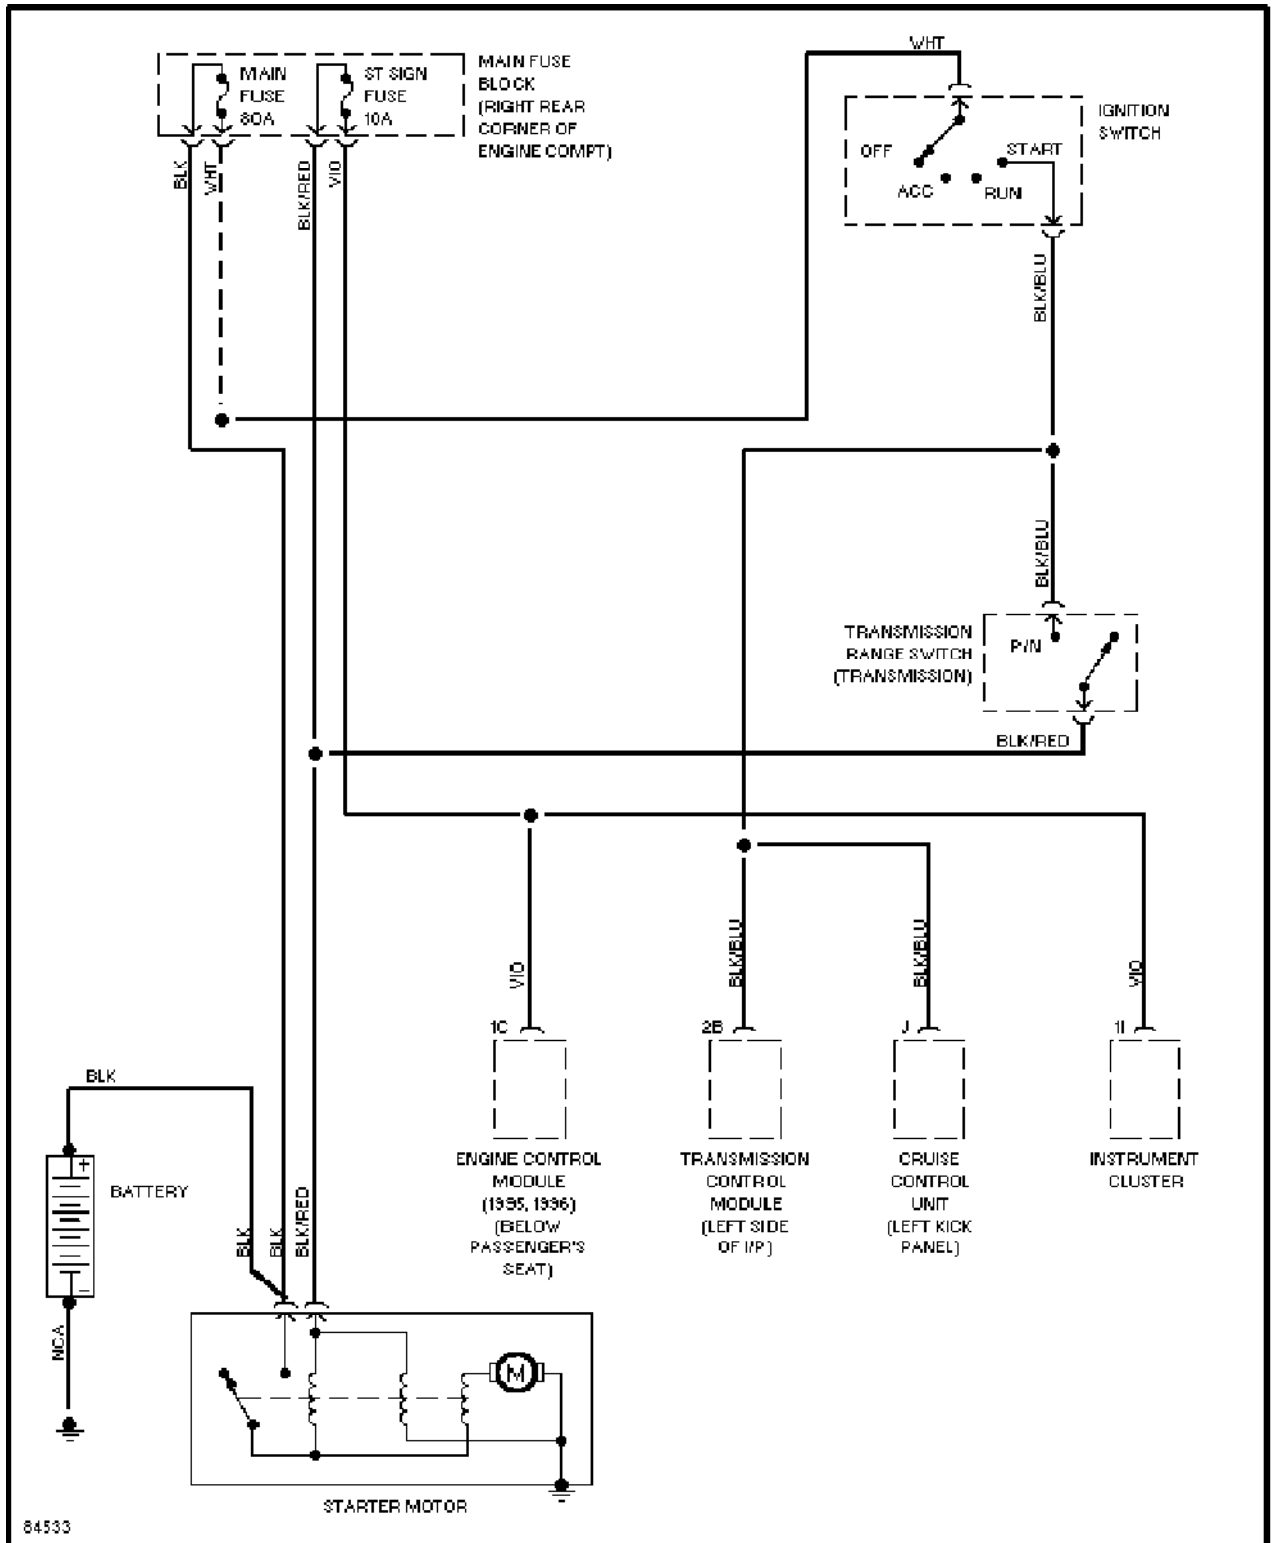 WHT
MAIN
FUSE
80A
ST SIGN
FUSE
10A
MAIN FUSE
BLOCK
(RIGHT REAR
CORNER OF
ENGINE COMPT)
IGNITION
SWITCH
OFF
START
ACC
RUN
BLK
WHT
BLK/RED
VIO
BLK/BLU
BLK/BLU
TRANSMISSION
RANGE SWITCH
(TRANSMISSION)
P/N
BLK/RED
VIO
BLK/BLU
BLK/BLU
VIO
1C
2B
J
1I
ENGINE CONTROL
MODULE
(1995, 1996)
(BELOW
PASSENGER'S
SEAT)
TRANSMISSION
CONTROL
MODULE
(LEFT SIDE
OF I/P)
CRUISE
CONTROL
UNIT
(LEFT KICK
PANEL)
INSTRUMENT
CLUSTER
BLK
+
BATTERY
-
BLK
BLK
BLK/RED
NCA
M
STARTER MOTOR
84533